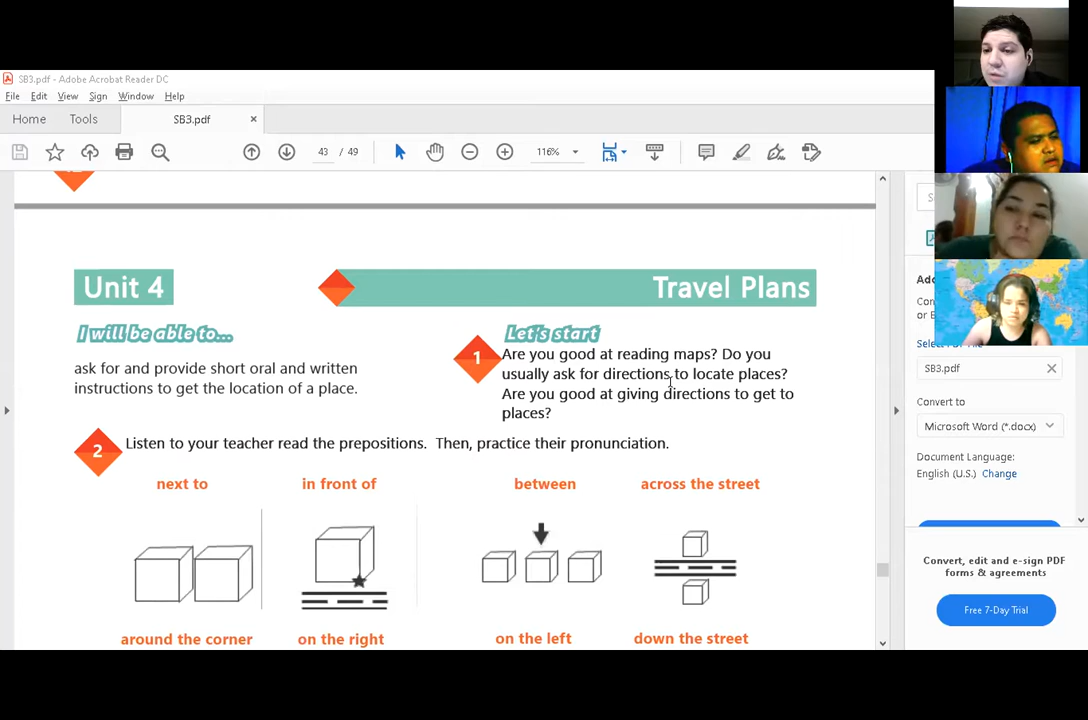 SB3.pdf - Adobe Acrobat Reader DC
File Edit View Sign Window Help
Home Tools SB3.pdf ×
43 / 49 116%
Unit 4
Travel Plans
I will be able to...
ask for and provide short oral and written
instructions to get the location of a place.
Let's start
1
Are you good at reading maps? Do you
usually ask for directions to locate places?
Are you good at giving directions to get to
places?
2
Listen to your teacher read the prepositions. Then, practice their pronunciation.
next to in front of between across the street
around the corner on the right on the left down the street
SB3.pdf
Convert to
Microsoft Word (*.docx)
Document Language:
English (U.S.) Change
Convert, edit and e-sign PDF
forms & agreements
Free 7-Day Trial